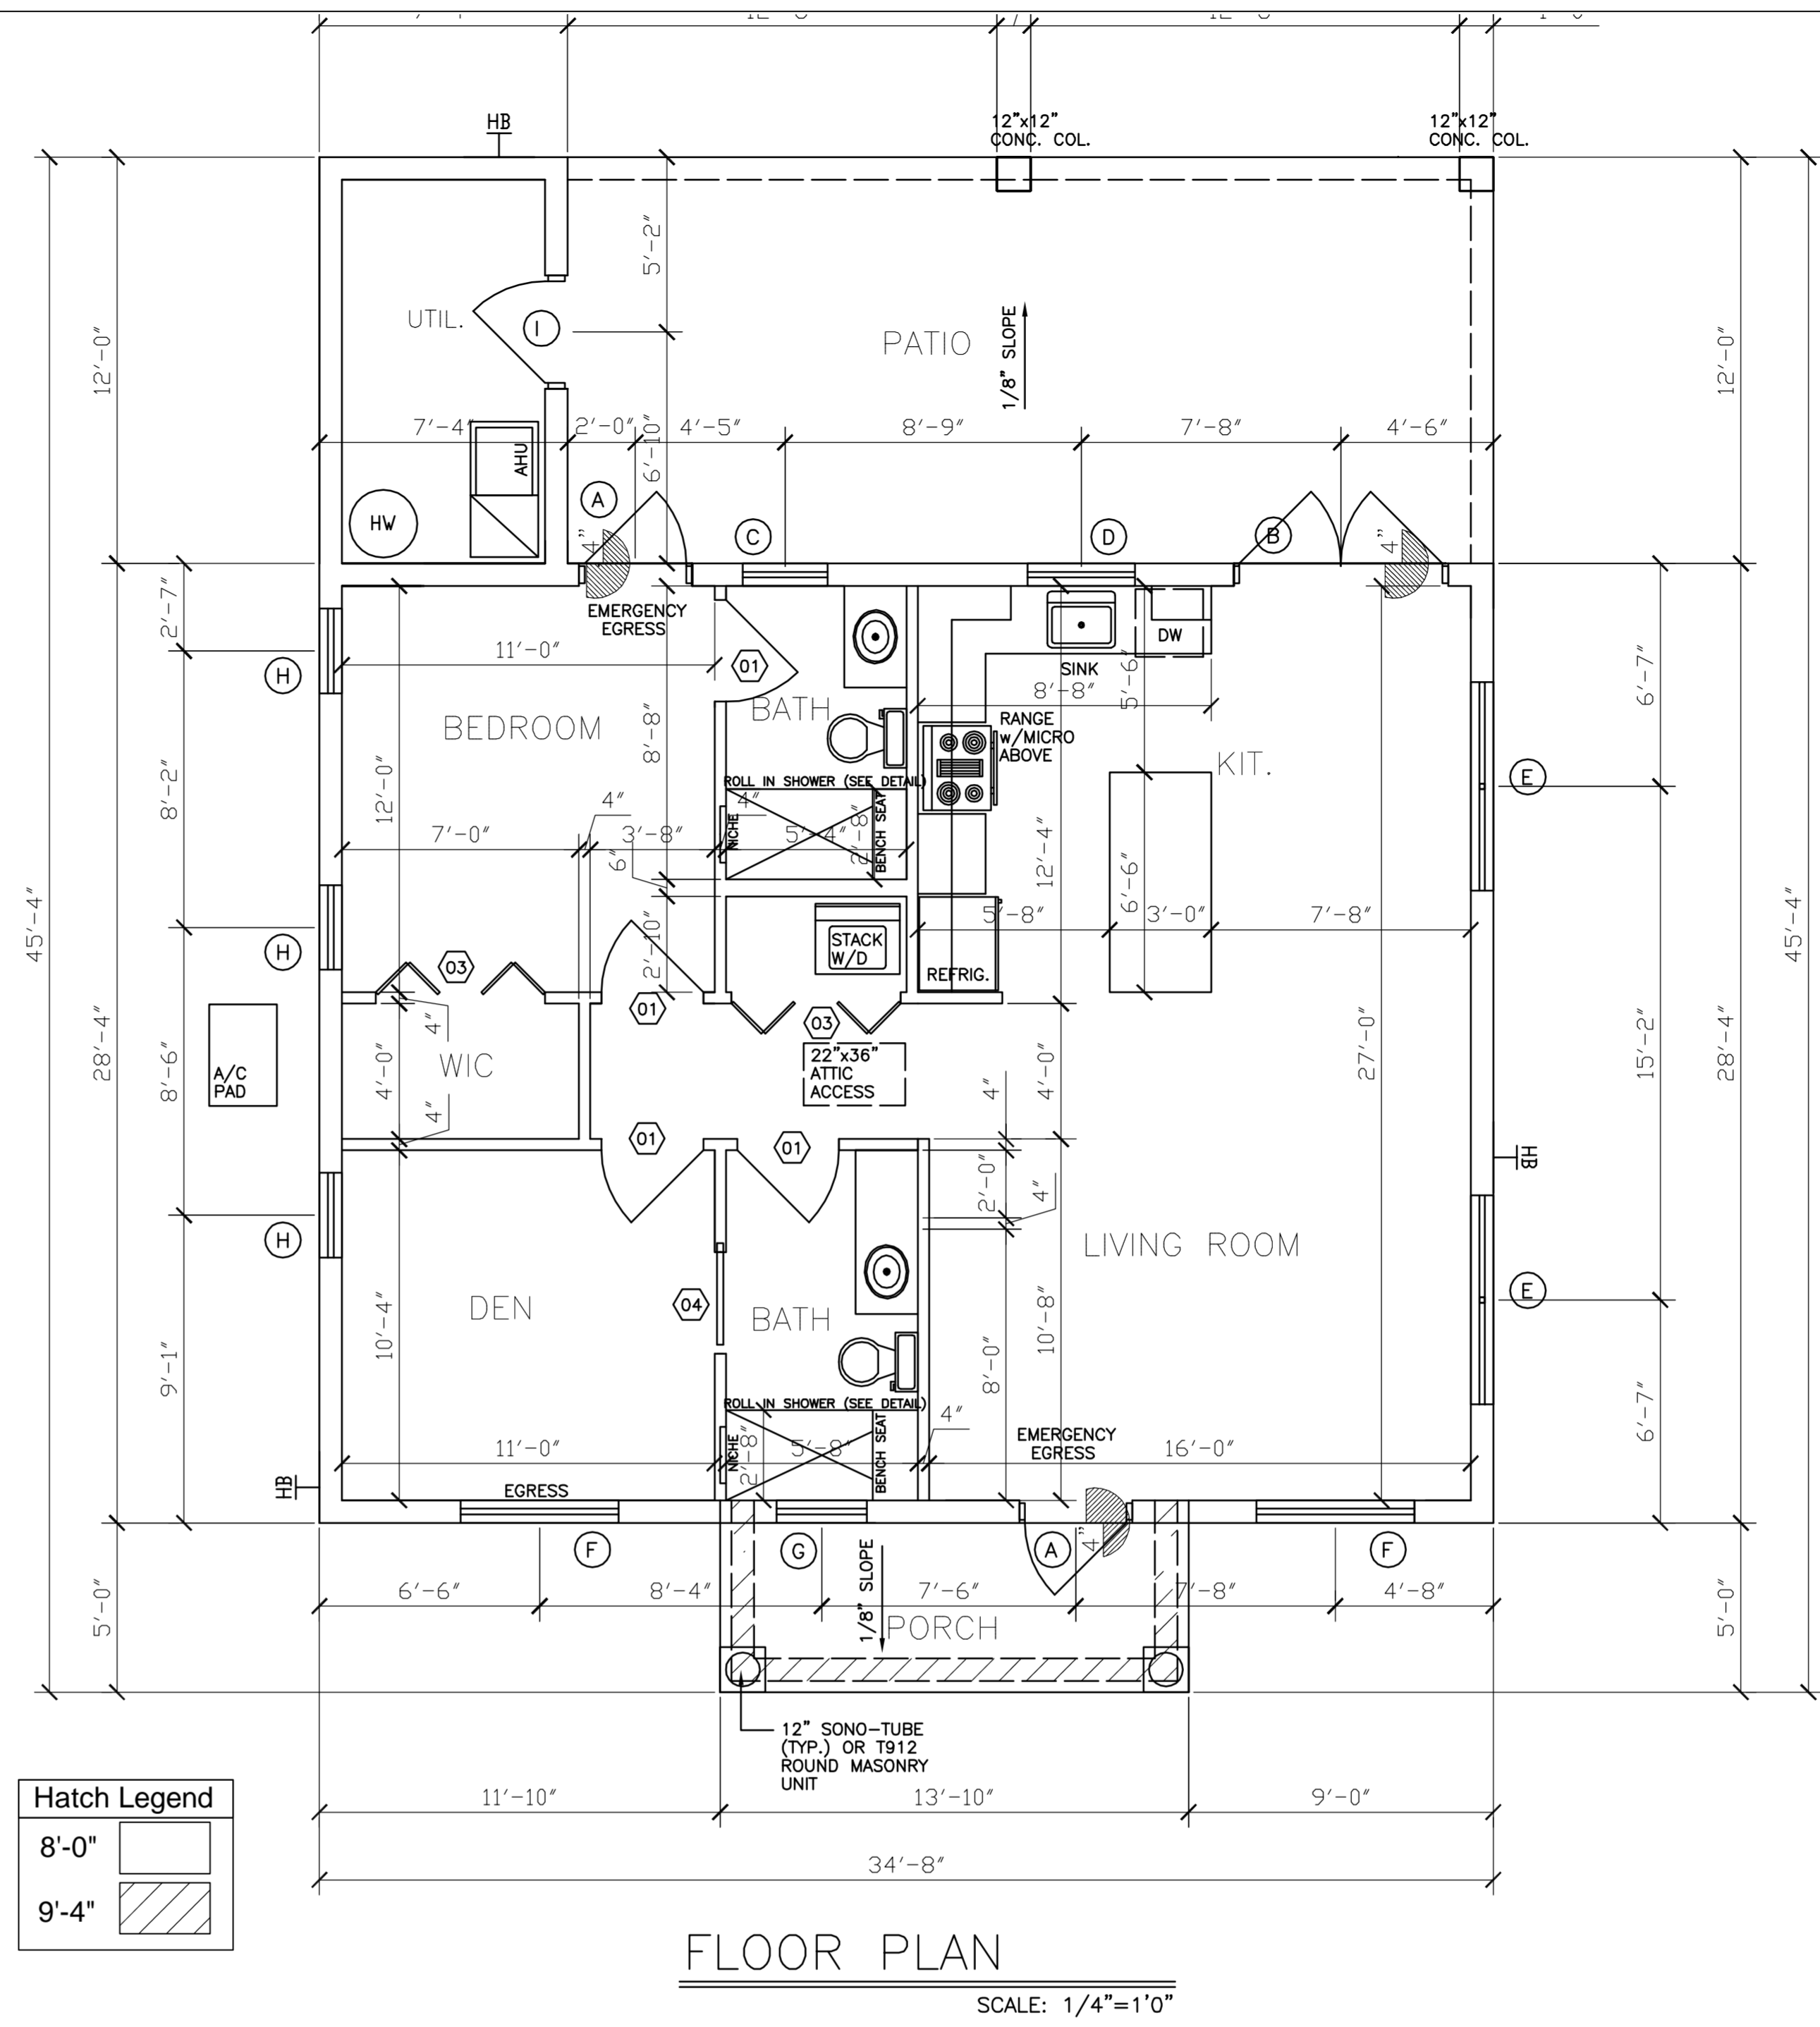 HB
12"x12"
CONC. COL.
12"x12"
CONC. COL.
5'-2"
UTIL.
I
PATIO
1/8" SLOPE
12'-0"
12'-0"
7'-4"
2'-0"
6'-10"
4'-5"
8'-9"
7'-8"
4'-6"
AHU
HW
A
4"
C
D
B
4"
EMERGENCY
EGRESS
2'-7"
H
11'-0"
01
BATH
SINK
DW
5'-6"
8'-8"
6'-7"
BEDROOM
8'-8"
RANGE
w/MICRO
ABOVE
KIT.
E
8'-2"
12'-0"
ROLL IN SHOWER (SEE DETAIL)
4"
4"
NICHE
5'-4"
2'-8"
BENCH SEAT
7'-0"
3'-8"
6"
12'-4"
6'-6"
5'-8"
3'-0"
7'-8"
45'-4"
45'-4"
H
03
2'-10"
STACK
W/D
REFRIG.
01
03
4"
28'-4"
8'-6"
A/C
PAD
4'-0"
WIC
4"
22"x36"
ATTIC
ACCESS
4"
4'-0"
27'-0"
15'-2"
28'-4"
01
01
HB
2'-0"
4"
H
LIVING ROOM
E
DEN
04
BATH
9'-1"
10'-4"
8'-0"
10'-8"
6'-7"
ROLL IN SHOWER (SEE DETAIL)
4"
NICHE
2'-8"
5'-8"
BENCH SEAT
11'-0"
EMERGENCY
EGRESS
16'-0"
HB
EGRESS
F
G
A
4"
F
5'-0"
6'-6"
8'-4"
1/8" SLOPE
7'-6"
7'-8"
4'-8"
5'-0"
PORCH
12" SONO-TUBE
(TYP.) OR T912
ROUND MASONRY
UNIT
11'-10"
13'-10"
9'-0"
34'-8"
Hatch Legend
8'-0"
9'-4"
FLOOR PLAN
SCALE: 1/4"=1'0"